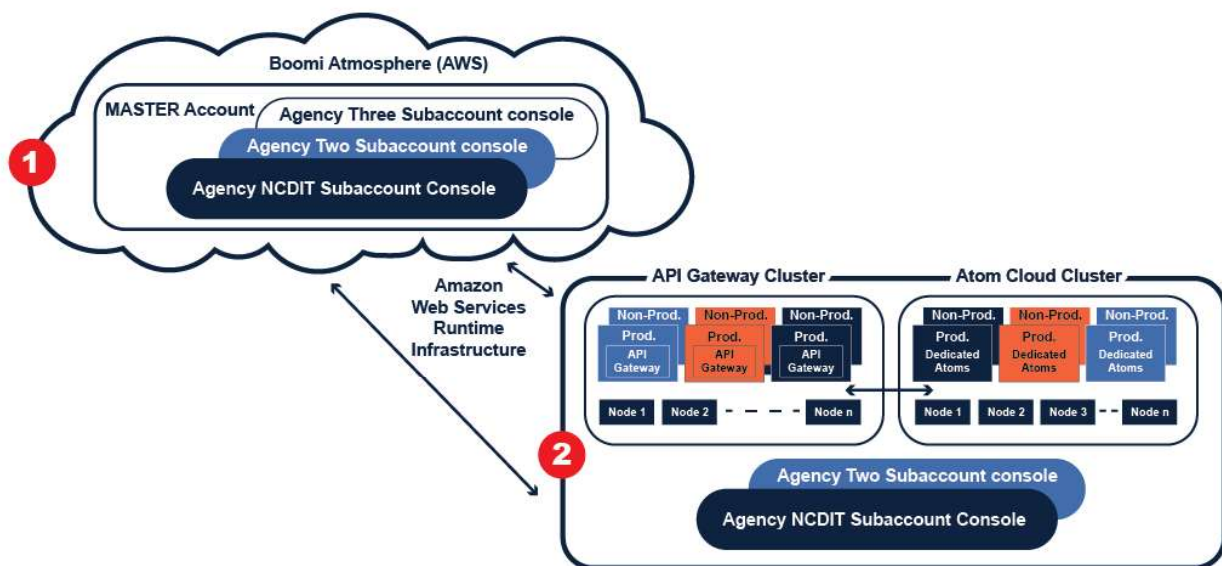 Boomi Atmosphere (AWS)
MASTER Account
Agency Three Subaccount console
Agency Two Subaccount console
Agency NCDIT Subaccount Console
1
Amazon
Web Services
Runtime
Infrastructure
API Gateway Cluster
Non-Prod.
Non-Prod.
Non-Prod.
Prod.
Prod.
Prod.
API
Gateway
API
Gateway
API
Gateway
Node 1
Node 2
Node n
Atom Cloud Cluster
Non-Prod.
Non-Prod.
Non-Prod.
Prod.
Prod.
Prod.
Dedicated
Atoms
Dedicated
Atoms
Dedicated
Atoms
Node 1
Node 2
Node 3
Node n
2
Agency Two Subaccount console
Agency NCDIT Subaccount Console